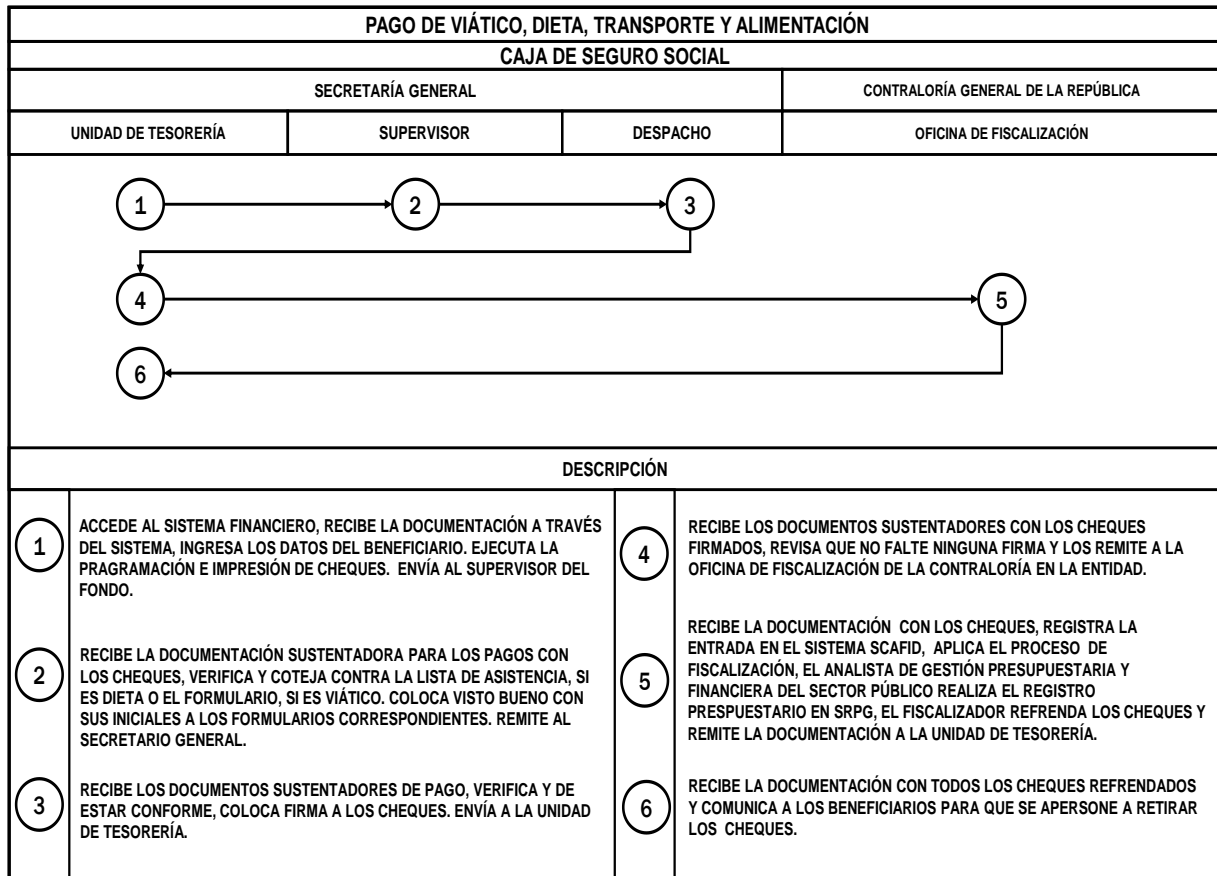 PAGO DE VIÁTICO, DIETA, TRANSPORTE Y ALIMENTACIÓN
CAJA DE SEGURO SOCIAL
SECRETARÍA GENERAL
CONTRALORÍA GENERAL DE LA REPÚBLICA
UNIDAD DE TESORERÍA
SUPERVISOR
DESPACHO
OFICINA DE FISCALIZACIÓN
1
2
3
4
5
6
DESCRIPCIÓN
1
ACCEDE AL SISTEMA FINANCIERO, RECIBE LA DOCUMENTACIÓN A TRAVÉS
DEL SISTEMA, INGRESA LOS DATOS DEL BENEFICIARIO. EJECUTA LA
PRAGRAMACIÓN E IMPRESIÓN DE CHEQUES. ENVÍA AL SUPERVISOR DEL
FONDO.
2
RECIBE LA DOCUMENTACIÓN SUSTENTADORA PARA LOS PAGOS CON
LOS CHEQUES, VERIFICA Y COTEJA CONTRA LA LISTA DE ASISTENCIA, SI
ES DIETA O EL FORMULARIO, SI ES VIÁTICO. COLOCA VISTO BUENO CON
SUS INICIALES A LOS FORMULARIOS CORRESPONDIENTES. REMITE AL
SECRETARIO GENERAL.
3
RECIBE LOS DOCUMENTOS SUSTENTADORES DE PAGO, VERIFICA Y DE
ESTAR CONFORME, COLOCA FIRMA A LOS CHEQUES. ENVÍA A LA UNIDAD
DE TESORERÍA.
4
RECIBE LOS DOCUMENTOS SUSTENTADORES CON LOS CHEQUES
FIRMADOS, REVISA QUE NO FALTE NINGUNA FIRMA Y LOS REMITE A LA
OFICINA DE FISCALIZACIÓN DE LA CONTRALORÍA EN LA ENTIDAD.
5
RECIBE LA DOCUMENTACIÓN CON LOS CHEQUES, REGISTRA LA
ENTRADA EN EL SISTEMA SCAFID, APLICA EL PROCESO DE
FISCALIZACIÓN, EL ANALISTA DE GESTIÓN PRESUPUESTARIA Y
FINANCIERA DEL SECTOR PÚBLICO REALIZA EL REGISTRO
PRESPUESTARIO EN SRPG, EL FISCALIZADOR REFRENDA LOS CHEQUES Y
REMITE LA DOCUMENTACIÓN A LA UNIDAD DE TESORERÍA.
6
RECIBE LA DOCUMENTACIÓN CON TODOS LOS CHEQUES REFRENDADOS
Y COMUNICA A LOS BENEFICIARIOS PARA QUE SE APERSONE A RETIRAR
LOS CHEQUES.